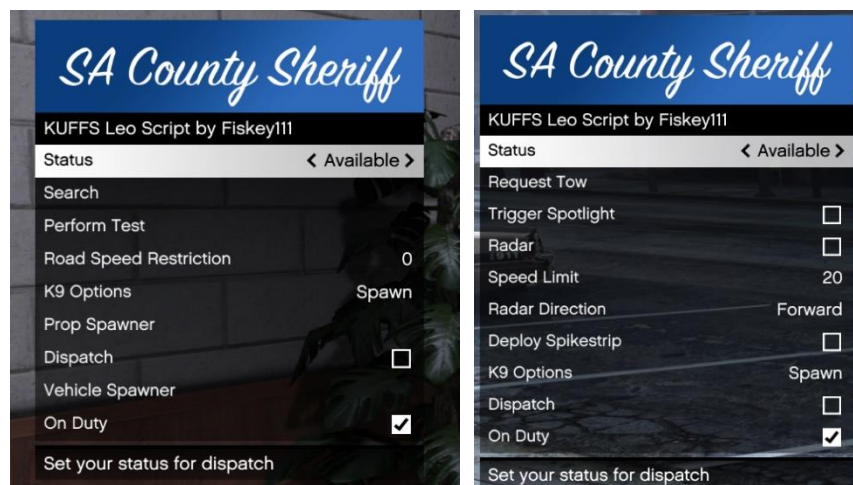 SA County Sheriff
KUFFS Leo Script by Fiskey111
Status < Available >
Search
Perform Test
Road Speed Restriction 0
K9 Options Spawn
Prop Spawner
Dispatch
Vehicle Spawner
On Duty
Set your status for dispatch
SA County Sheriff
KUFFS Leo Script by Fiskey111
Status < Available >
Request Tow
Trigger Spotlight
Radar
Speed Limit 20
Radar Direction Forward
Deploy Spikestrip
K9 Options Spawn
Dispatch
On Duty
Set your status for dispatch